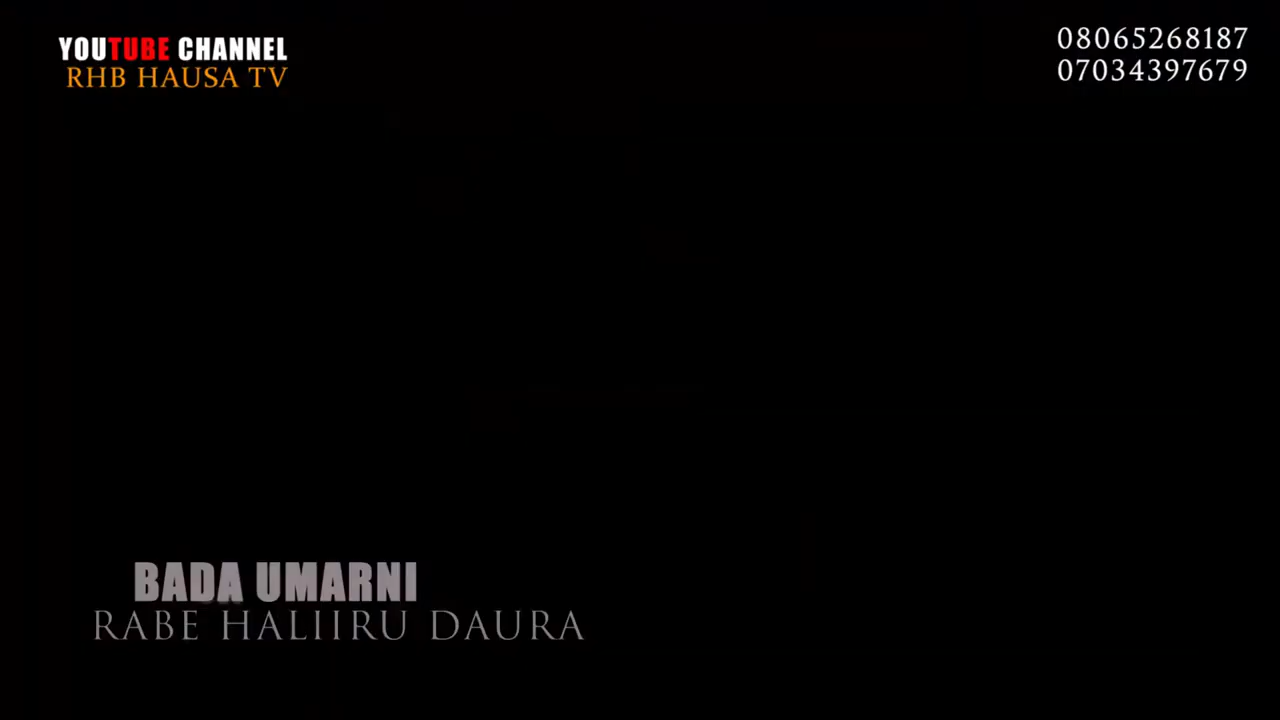 YOUTUBE CHANNEL
RHB HAUSA TV
08065268187
07034397679
BADA UMARNI
RABE HALIIRU DAURA